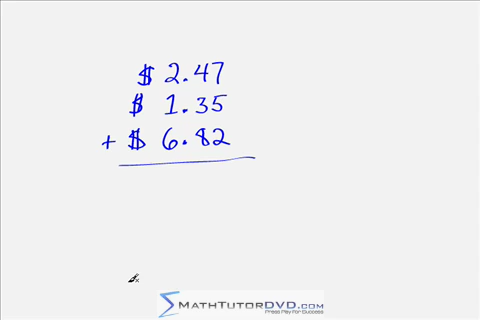 $ 2.47
$ 1.35
+ $ 6.82
MATHTUTORDVD.COM
Press Play For Success